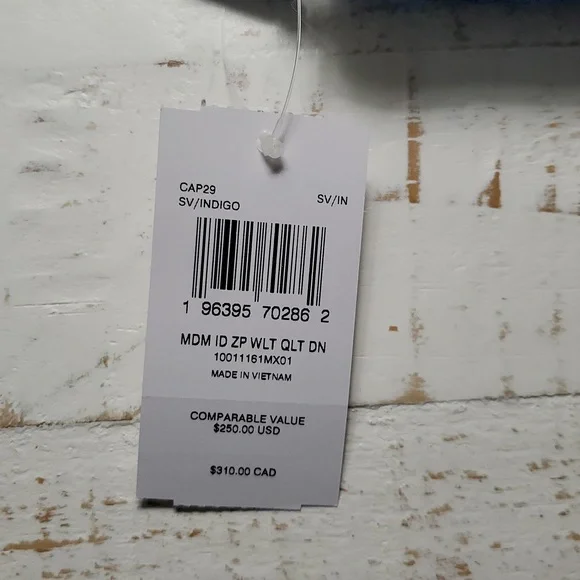 CAP29
SV/INDIGO SV/IN
1 96395 70286 2
MDM ID ZP WLT QLT DN
10011161MX01
MADE IN VIETNAM
COMPARABLE VALUE
$250.00 USD
$310.00 CAD